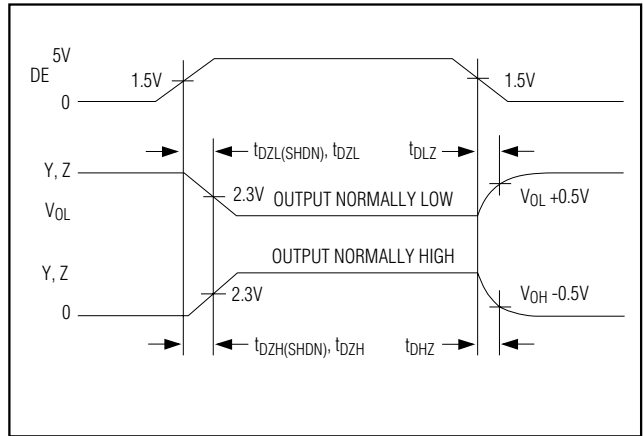 5V
DE
1.5V
1.5V
0
tDZL(SHDN), tDZL
tDLZ
Y, Z
2.3V
OUTPUT NORMALLY LOW
VOL +0.5V
VOL
OUTPUT NORMALLY HIGH
Y, Z
2.3V
VOH -0.5V
0
tDZH(SHDN), tDZH
tDHZ